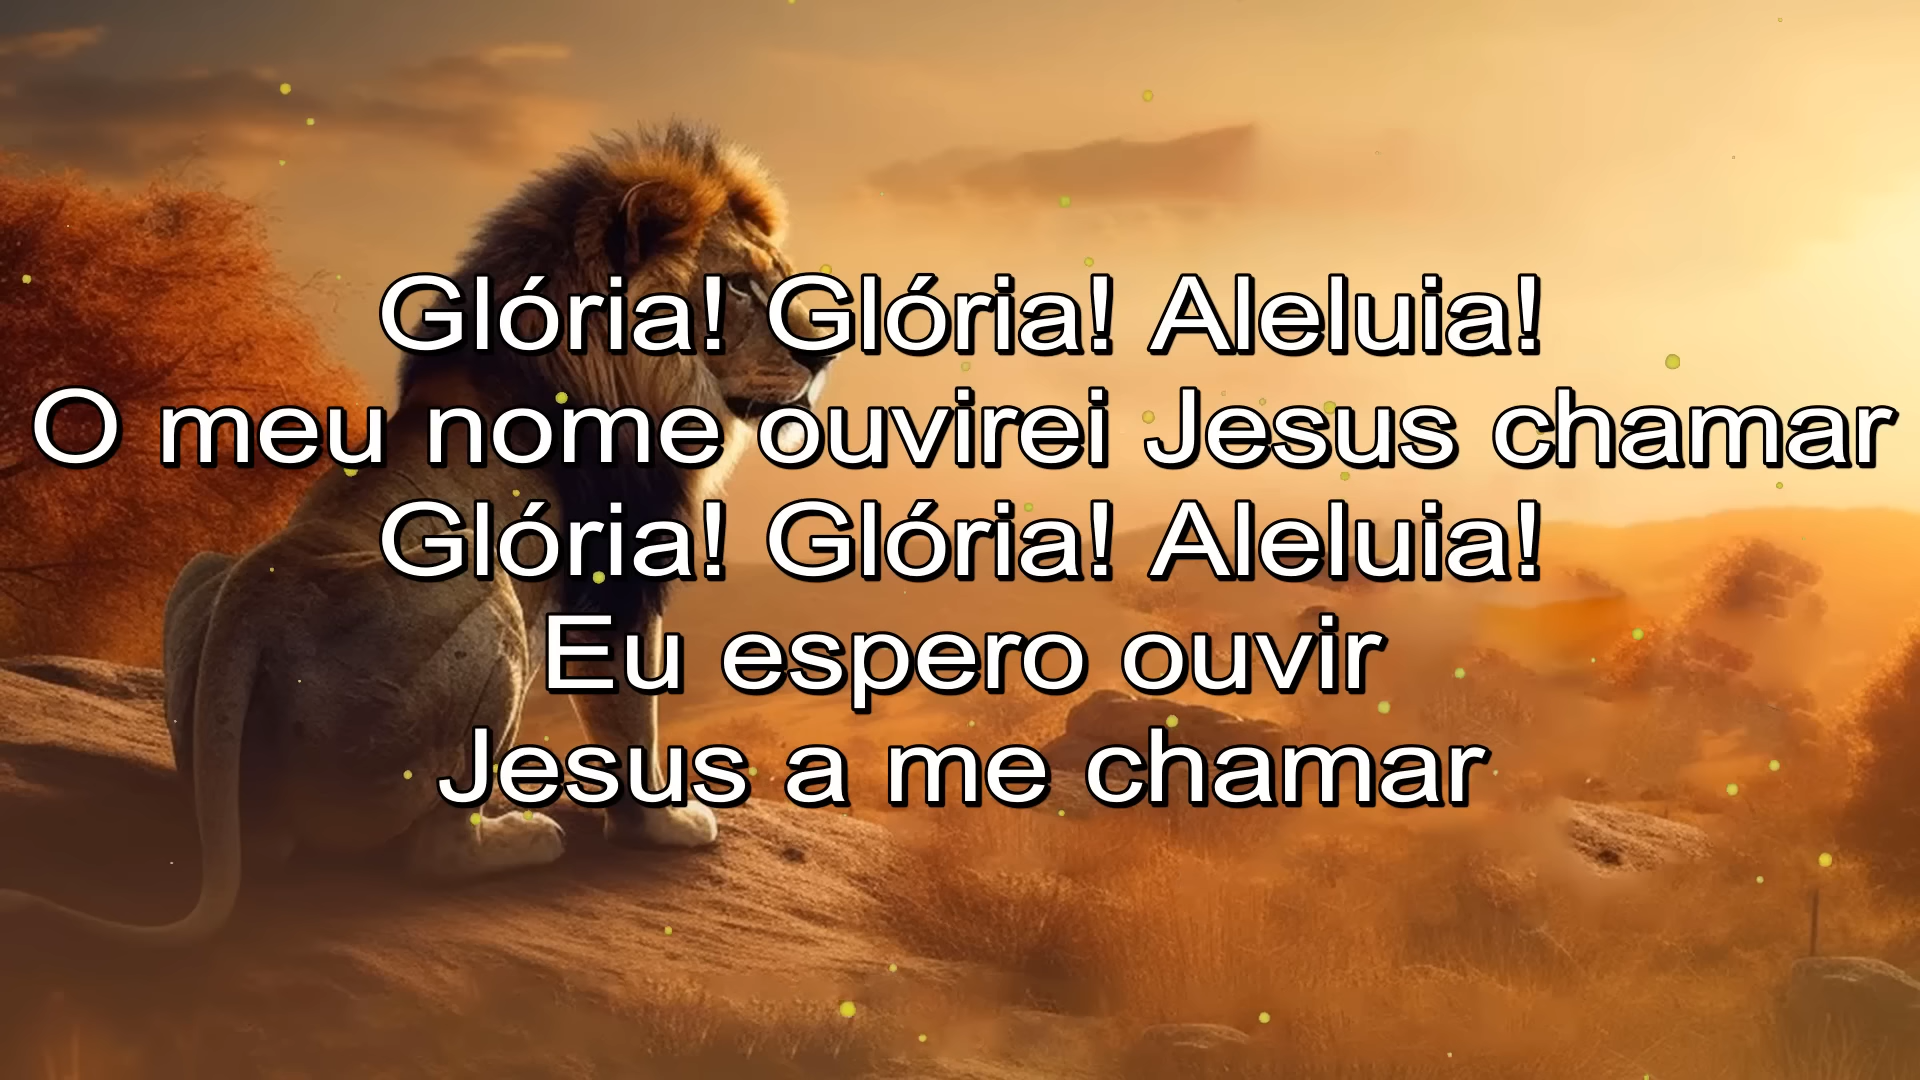 Glória! Glória! Aleluia!
O meu nome ouvirei Jesus chamar
Glória! Glória! Aleluia!
Eu espero ouvir
Jesus a me chamar